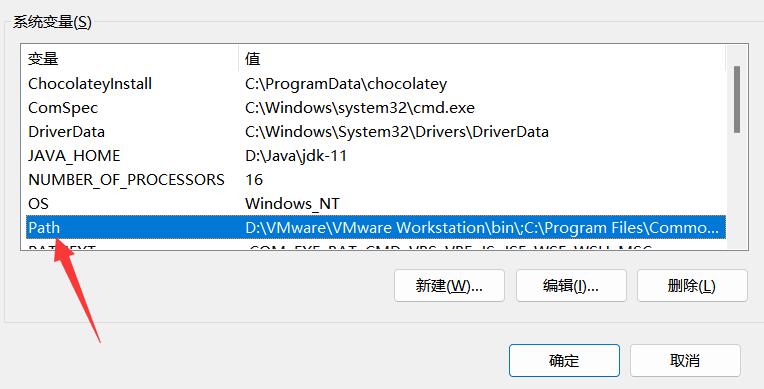 系统变量(S)
变量 值
ChocolateyInstall C:\ProgramData\chocolatey
ComSpec C:\Windows\system32\cmd.exe
DriverData C:\Windows\System32\Drivers\DriverData
JAVA_HOME D:\Java\jdk-11
NUMBER_OF_PROCESSORS 16
OS Windows_NT
Path D:\VMware\VMware Workstation\bin\;C:\Program Files\Commo...
新建(W)... 编辑(I)... 删除(L)
确定 取消